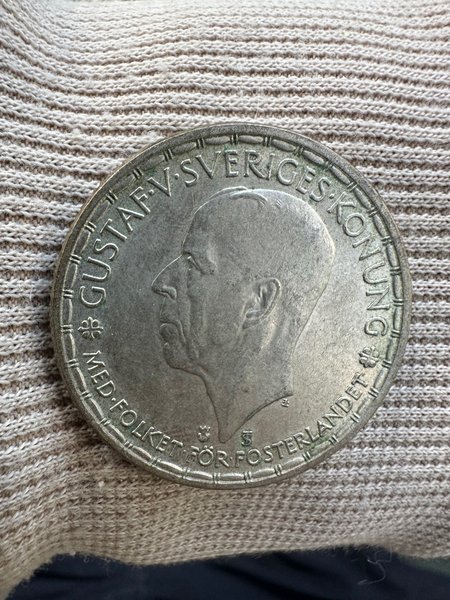 GUSTAF·V·SVERIGES·KONUNG
MED·FOLKET·FÖR·FOSTERLANDET